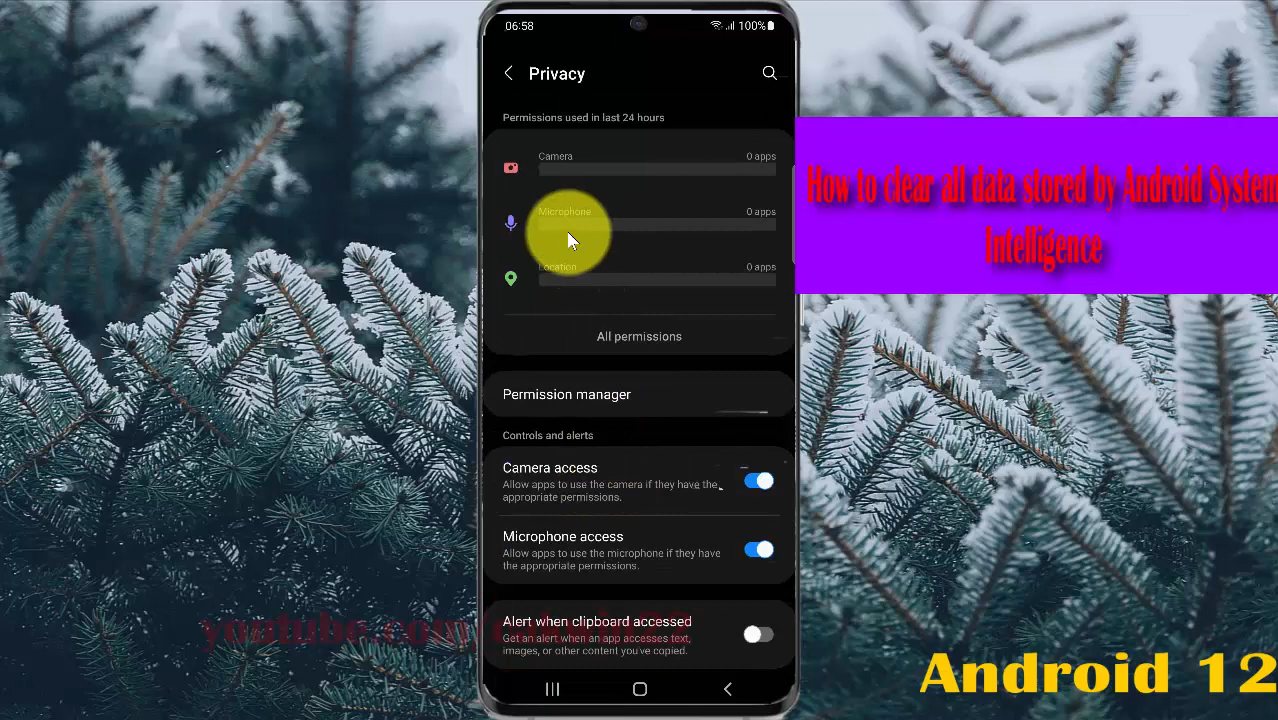 06:58
100%
Privacy
Permissions used in last 24 hours
Camera
0 apps
Microphone
0 apps
Location
0 apps
All permissions
Permission manager
Controls and alerts
Camera access
Allow apps to use the camera if they have the
appropriate permissions.
Microphone access
Allow apps to use the microphone if they have
the appropriate permissions.
Alert when clipboard accessed
Get an alert when an app accesses text,
images, or other content you've copied.
How to clear all data stored by Android System
Intelligence
youtube.com/
Android 12